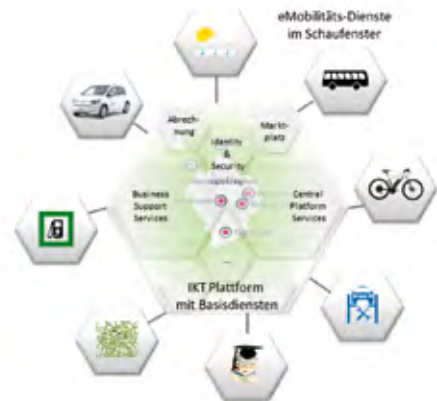 eMobilitäts-Dienste
im Schaufenster
Abrech-
nung
Identity
&
Security
Markt-
platz
Business
Support
Services
Central
Platform
Services
...
IKT Plattform
mit Basisdiensten